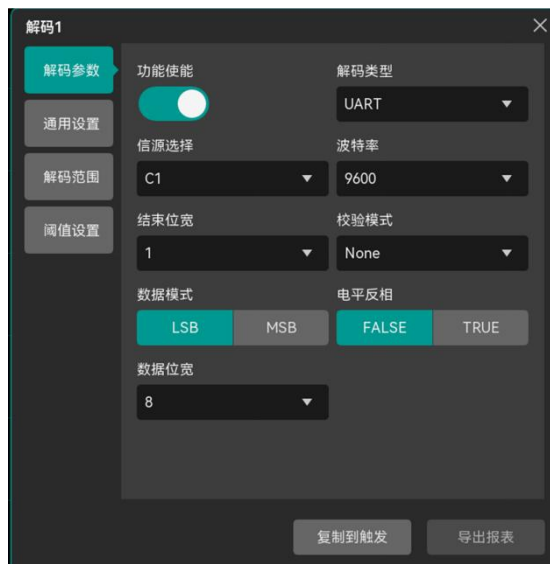 解码1
解码参数
通用设置
解码范围
阈值设置
功能使能
解码类型
UART
信源选择
波特率
C1
9600
结束位宽
校验模式
1
None
数据模式
电平反相
LSB MSB
FALSE TRUE
数据位宽
8
复制到触发
导出报表